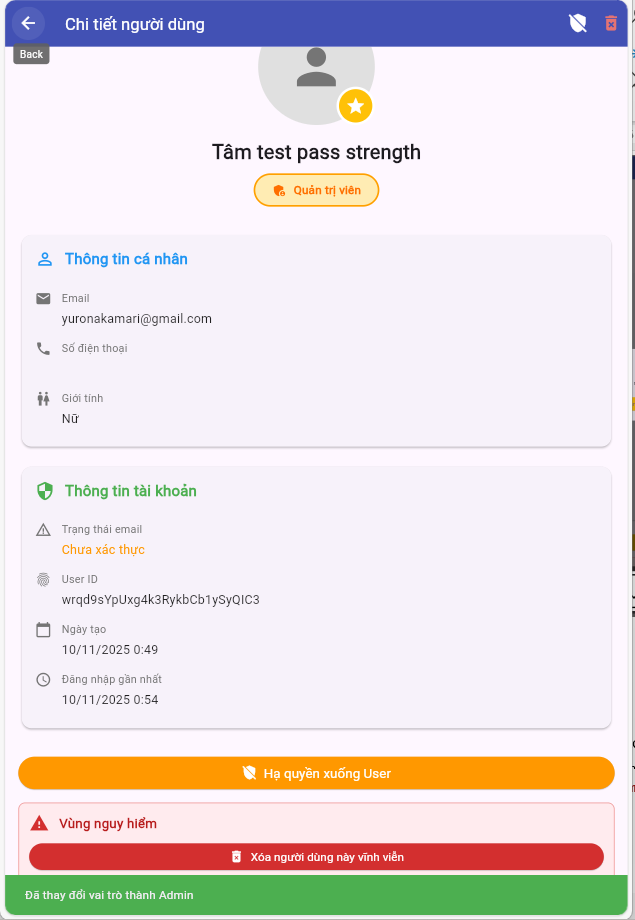 Chi tiết người dùng
Back
Tâm test pass strength
Quản trị viên
Thông tin cá nhân
Email
yuronakamari@gmail.com
Số điện thoại
Giới tính
Nữ
Thông tin tài khoản
Trạng thái email
Chưa xác thực
User ID
wrqd9sYpUxg4k3RykbCb1ySyQIC3
Ngày tạo
10/11/2025 0:49
Đăng nhập gần nhất
10/11/2025 0:54
Hạ quyền xuống User
Vùng nguy hiểm
Xóa người dùng này vĩnh viễn
Đã thay đổi vai trò thành Admin